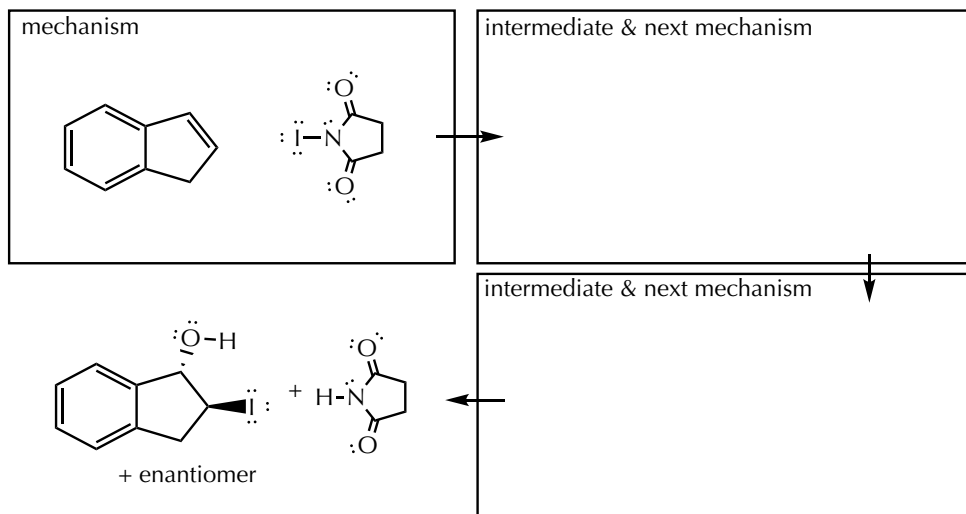 mechanism
intermediate & next mechanism
O
I
N
O
intermediate & next mechanism
O
H
I
+
O
H
N
O
+ enantiomer